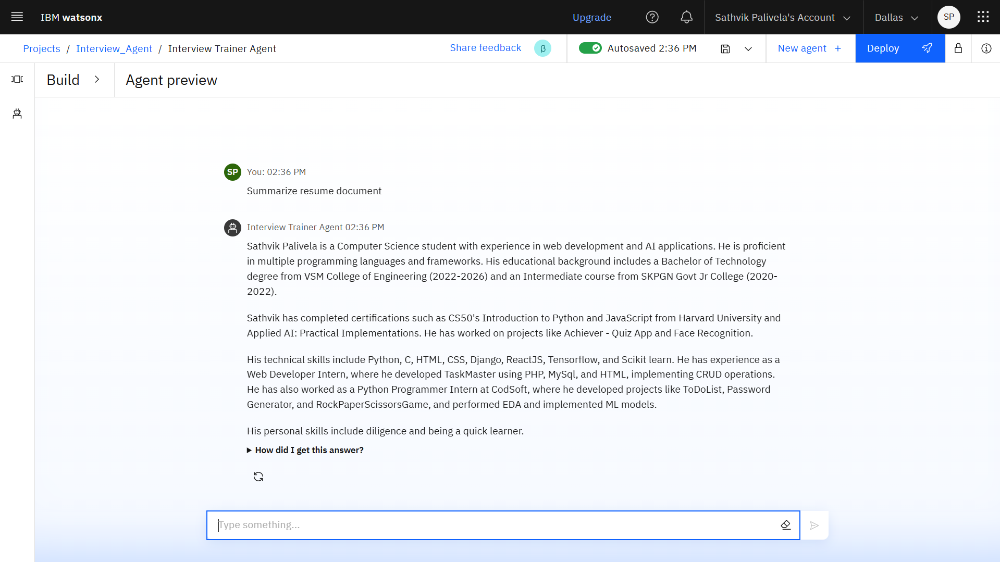 IBM watsonx
Upgrade
Sathvik Palivela's Account
Dallas
SP
Projects / Interview_Agent / Interview Trainer Agent
Share feedback
β
Autosaved 2:36 PM
New agent +
Deploy
Build
Agent preview
SP
You: 02:36 PM
Summarize resume document
Interview Trainer Agent 02:36 PM
Sathvik Palivela is a Computer Science student with experience in web development and AI applications. He is proficient
in multiple programming languages and frameworks. His educational background includes a Bachelor of Technology
degree from VSM College of Engineering (2022-2026) and an Intermediate course from SKPGN Govt Jr College (2020-
2022).
Sathvik has completed certifications such as CS50's Introduction to Python and JavaScript from Harvard University and
Applied AI: Practical Implementations. He has worked on projects like Achiever - Quiz App and Face Recognition.
His technical skills include Python, C, HTML, CSS, Django, ReactJS, Tensorflow, and Scikit learn. He has experience as a
Web Developer Intern, where he developed TaskMaster using PHP, MySql, and HTML, implementing CRUD operations.
He has also worked as a Python Programmer Intern at CodSoft, where he developed projects like ToDoList, Password
Generator, and RockPaperScissorsGame, and performed EDA and implemented ML models.
His personal skills include diligence and being a quick learner.
How did I get this answer?
Type something...